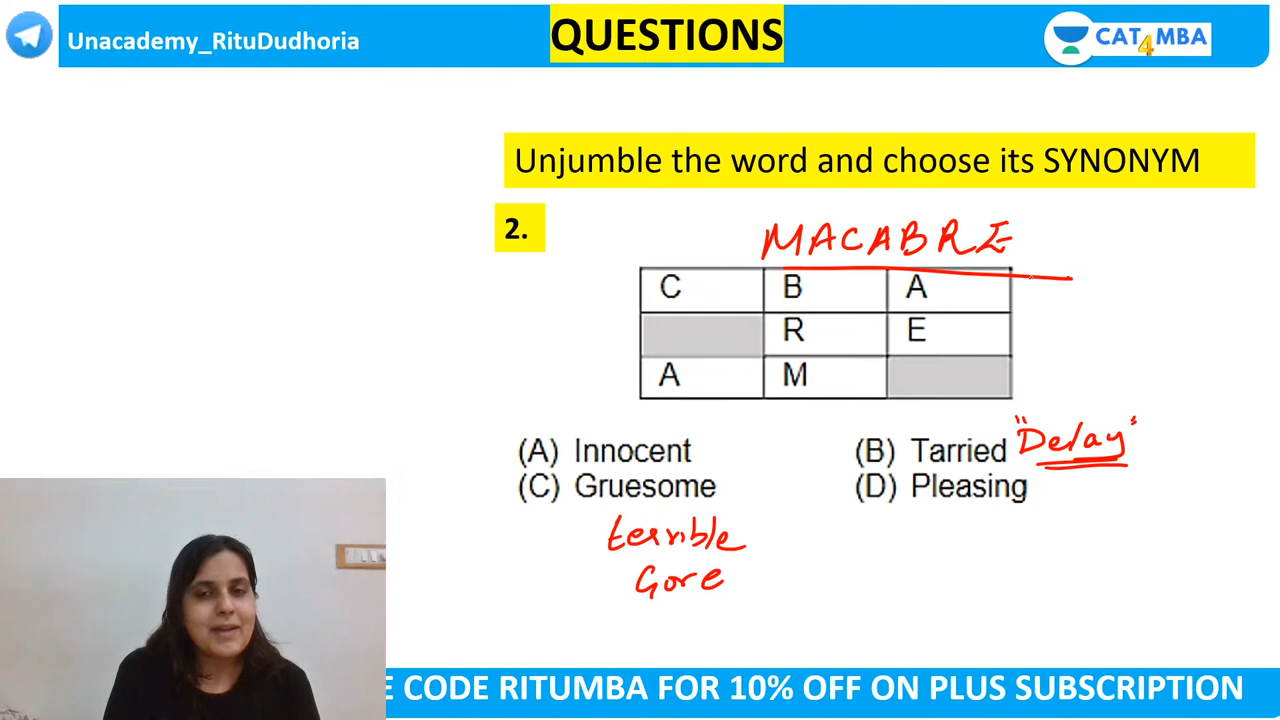 Unacademy_RituDudhoria
QUESTIONS
CAT4MBA
Unjumble the word and choose its SYNONYM
2.
MACABRE
C B A
R E
A M
(A) Innocent (B) Tarried "Delay"
(C) Gruesome (D) Pleasing
terrible
Gore
E CODE RITUMBA FOR 10% OFF ON PLUS SUBSCRIPTION